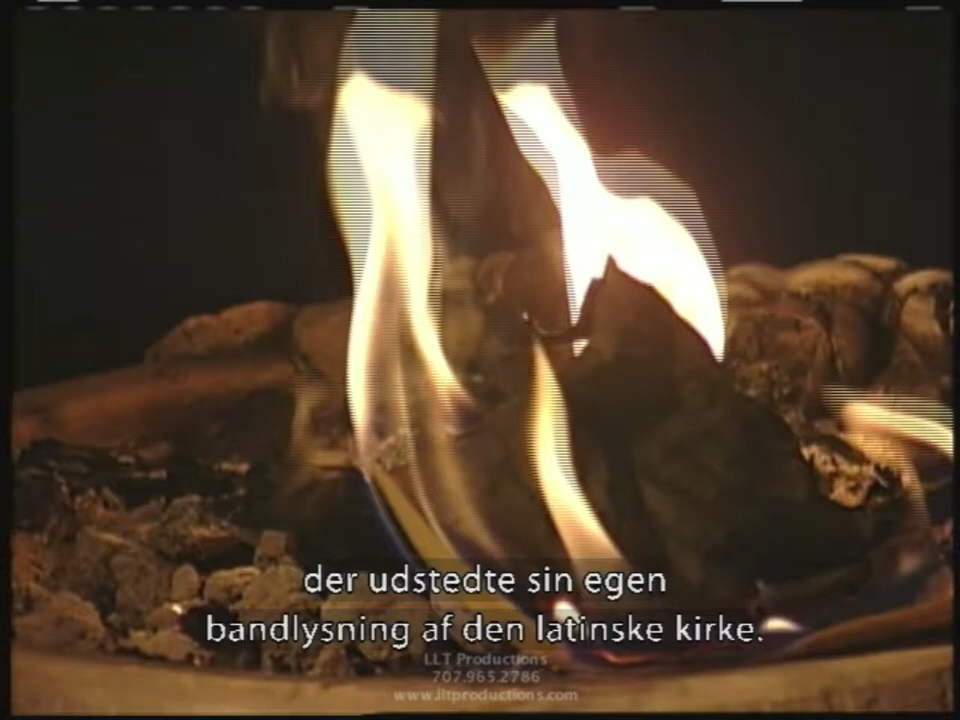 der udstedte sin egen
bandlysning af den latinske kirke.
LLT Productions
707.965.2786
www.lltproductions.com